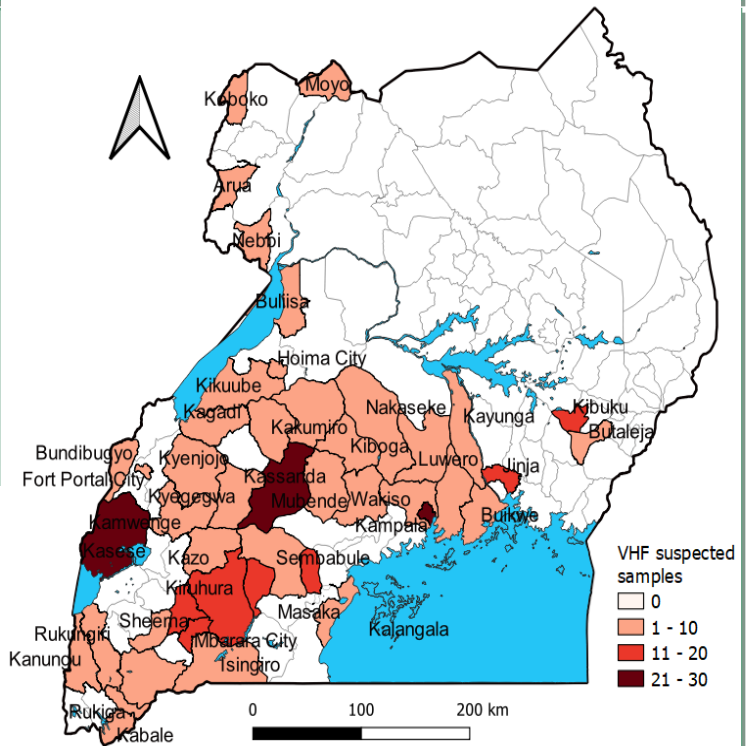 Moyo
Koboko
Arua
Nebbi
Buliisa
Hoima City
Kikuube
Kagadi
Nakaseke
Kibuku
Kayunga
Kakumiro
Butaleja
Kiboga
Bundibugyo
Kyenjojo
Luwero
Jinja
Fort Portal City
Kassanda
Kyegegwa
Mubende
Wakiso
Buikwe
Kamwenge
Kampala
Kasese
Kazo
Sembabule
Kiruhura
Masaka
Sheema
Kalangala
Rukungiri
Mbarara City
Kanungu
Isingiro
Rukiga
Kabale
VHF suspected
samples
0
1 - 10
11 - 20
21 - 30
0 100 200 km